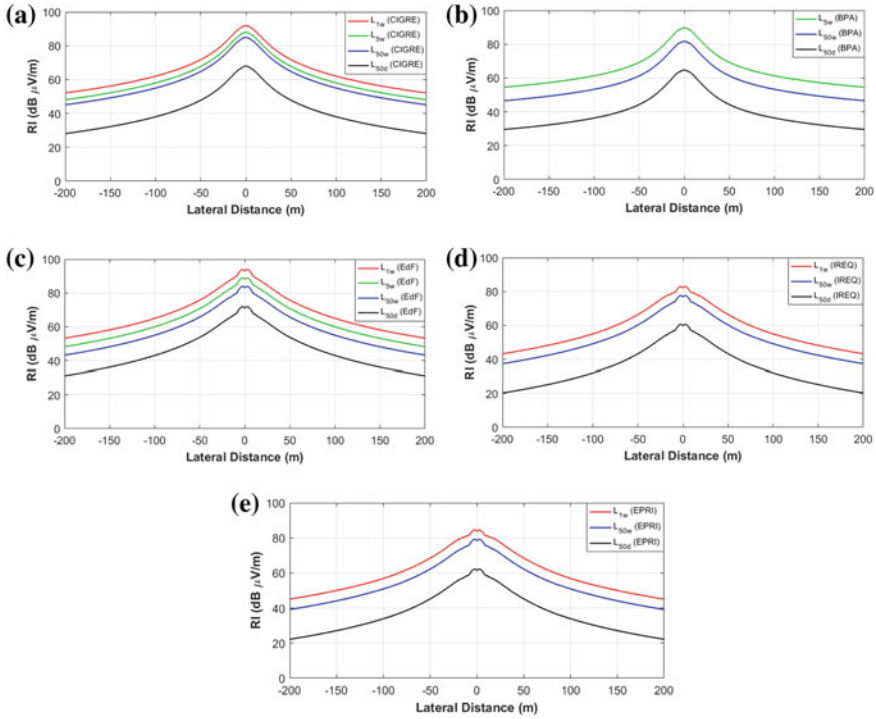 (a)
RI (dB μV/m)
100
80
60
40
20
0
-200 -150 -100 -50 0 50 100 150 200
Lateral Distance (m)
L1w (CIGRE)
L5w (CIGRE)
L50w (CIGRE)
L50d (CIGRE)
(b)
RI (dB μV/m)
100
80
60
40
20
0
-200 -150 -100 -50 0 50 100 150 200
Lateral Distance (m)
L5w (BPA)
L50w (BPA)
L50d (BPA)
(c)
RI (dB μV/m)
100
80
60
40
20
0
-200 -150 -100 -50 0 50 100 150 200
Lateral Distance (m)
L1w (EdF)
L5w (EdF)
L50w (EdF)
L50d (EdF)
(d)
RI (dB μV/m)
100
80
60
40
20
0
-200 -150 -100 -50 0 50 100 150 200
Lateral Distance (m)
L1w (IREQ)
L50w (IREQ)
L50d (IREQ)
(e)
RI (dB μV/m)
100
80
60
40
20
0
-200 -150 -100 -50 0 50 100 150 200
Lateral Distance (m)
L1w (EPRI)
L50w (EPRI)
L50d (EPRI)